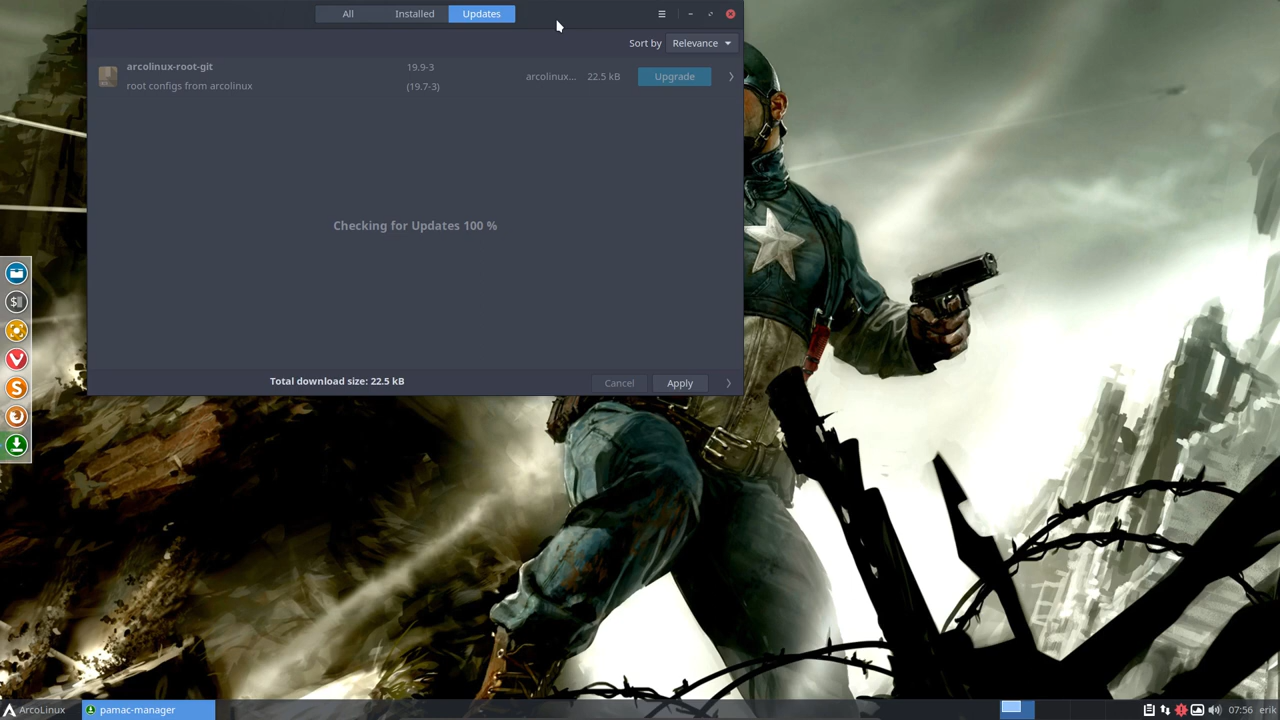 All Installed Updates
Sort by Relevance
arcolinux-root-git 19.9-3
root configs from arcolinux (19.7-3)
arcolinux... 22.5 kB Upgrade
Checking for Updates 100 %
Total download size: 22.5 kB Cancel Apply
ArcoLinux pamac-manager 07:56 erik